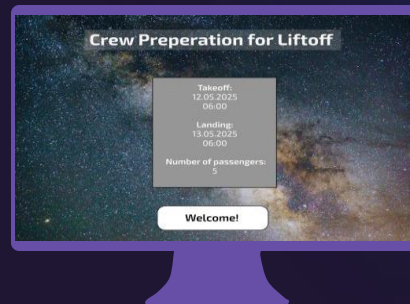 Crew Preperation for Liftoff
Takeoff:
12.05.2025
06:00
Landing:
13.05.2025
06:00
Number of passengers:
5
Welcome!